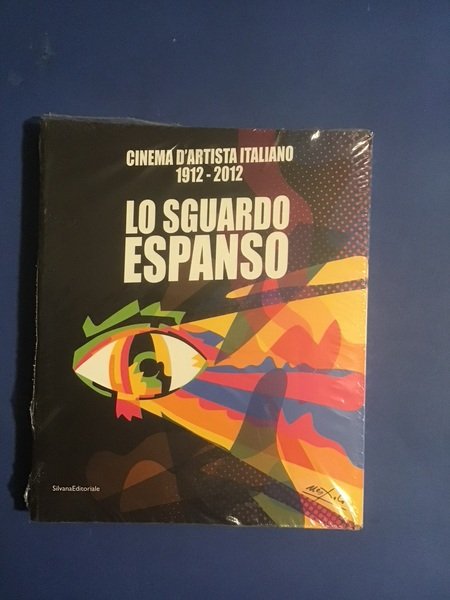 CINEMA D'ARTISTA ITALIANO
1912 - 2012
LO SGUARDO
ESPANSO
SilvanaEditoriale